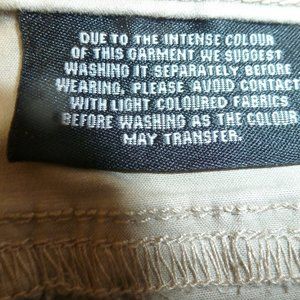 DUE TO THE INTENSE COLOUR
OF THIS GARMENT WE SUGGEST
WASHING IT SEPARATELY BEFORE
WEARING. PLEASE AVOID CONTACT
WITH LIGHT COLOURED FABRICS
BEFORE WASHING AS THE COLOUR
MAY TRANSFER.